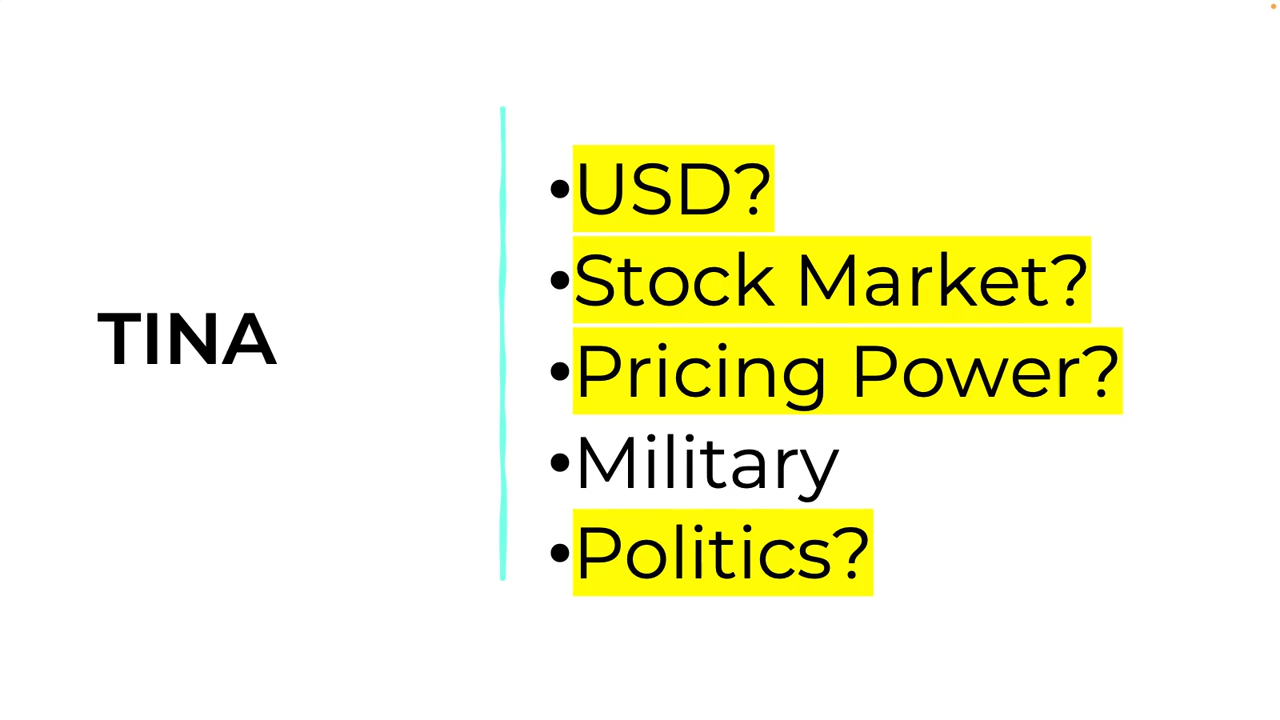 TINA
•USD?
•Stock Market?
•Pricing Power?
•Military
•Politics?